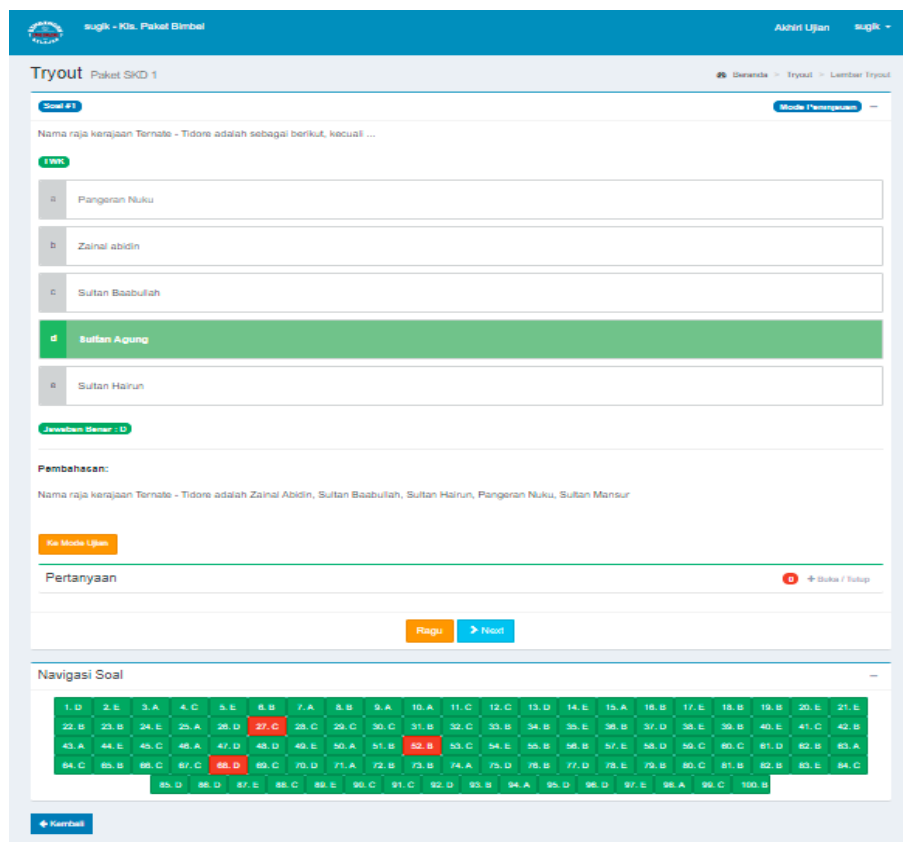 sugik - Kls. Paket Bimbel
Akhiri Ujian sugik
Tryout Paket SKD 1
Beranda > Tryout > Lembar Tryout
Soal #1
Mode Peninjauan
Nama raja kerajaan Ternate - Tidore adalah sebagai berikut, kecuali ...
TWK
a Pangeran Nuku
b Zainal abidin
c Sultan Baabullah
d Sultan Agung
e Sultan Hairun
Jawaban Benar : D
Pembahasan:
Nama raja kerajaan Ternate - Tidore adalah Zainal Abidin, Sultan Baabullah, Sultan Hairun, Pangeran Nuku, Sultan Mansur
Ke Mode Ujian
Pertanyaan
+ Buka / Tutup
Ragu
Next
Navigasi Soal
1. D 2. E 3. A 4. C 5. E 6. B 7. A 8. B 9. A 10. A 11. C 12. C 13. D 14. E 15. A 16. B 17. E 18. B 19. B 20. E 21. E
22. B 23. B 24. E 25. A 26. D 27. C 28. C 29. C 30. C 31. B 32. C 33. B 34. B 35. E 36. B 37. D 38. E 39. B 40. E 41. C 42. B
43. A 44. E 45. C 46. A 47. D 48. D 49. E 50. A 51. B 52. B 53. C 54. E 55. B 56. B 57. E 58. D 59. C 60. C 61. D 62. B 63. A
64. C 65. B 66. C 67. C 68. D 69. C 70. D 71. A 72. B 73. B 74. A 75. D 76. B 77. D 78. E 79. B 80. C 81. B 82. B 83. E 84. C
85. D 86. D 87. E 88. C 89. E 90. C 91. C 92. D 93. B 94. A 95. D 96. D 97. E 98. A 99. C 100. B
Kembali